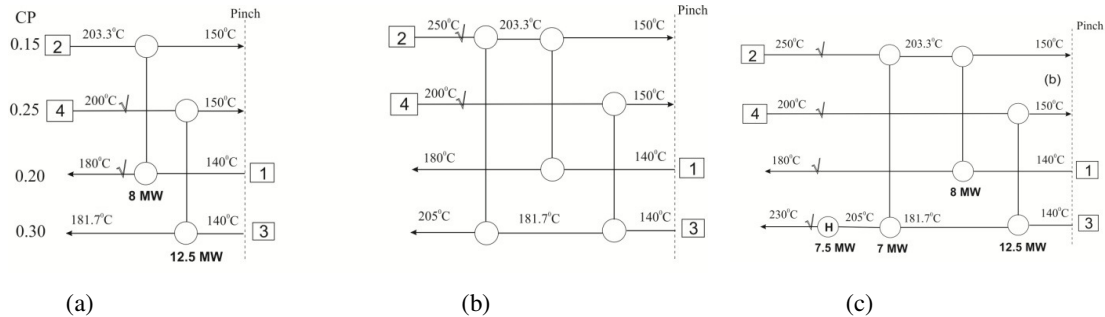 CP
Pinch
0.15 2 203.3°C 150°C
0.25 4 200°C √ 150°C
0.20 180°C √ 140°C 1
8 MW
0.30 181.7°C 140°C 3
12.5 MW
(a)
Pinch
2 250°C √ 203.3°C 150°C
4 200°C √ 150°C
180°C 140°C 1
205°C 181.7°C 140°C 3
(b)
Pinch
2 250°C √ 203.3°C 150°C
(b)
4 200°C √ 150°C
180°C √ 140°C 1
8 MW
230°C √ H 205°C 181.7°C 140°C 3
7.5 MW 7 MW 12.5 MW
(c)